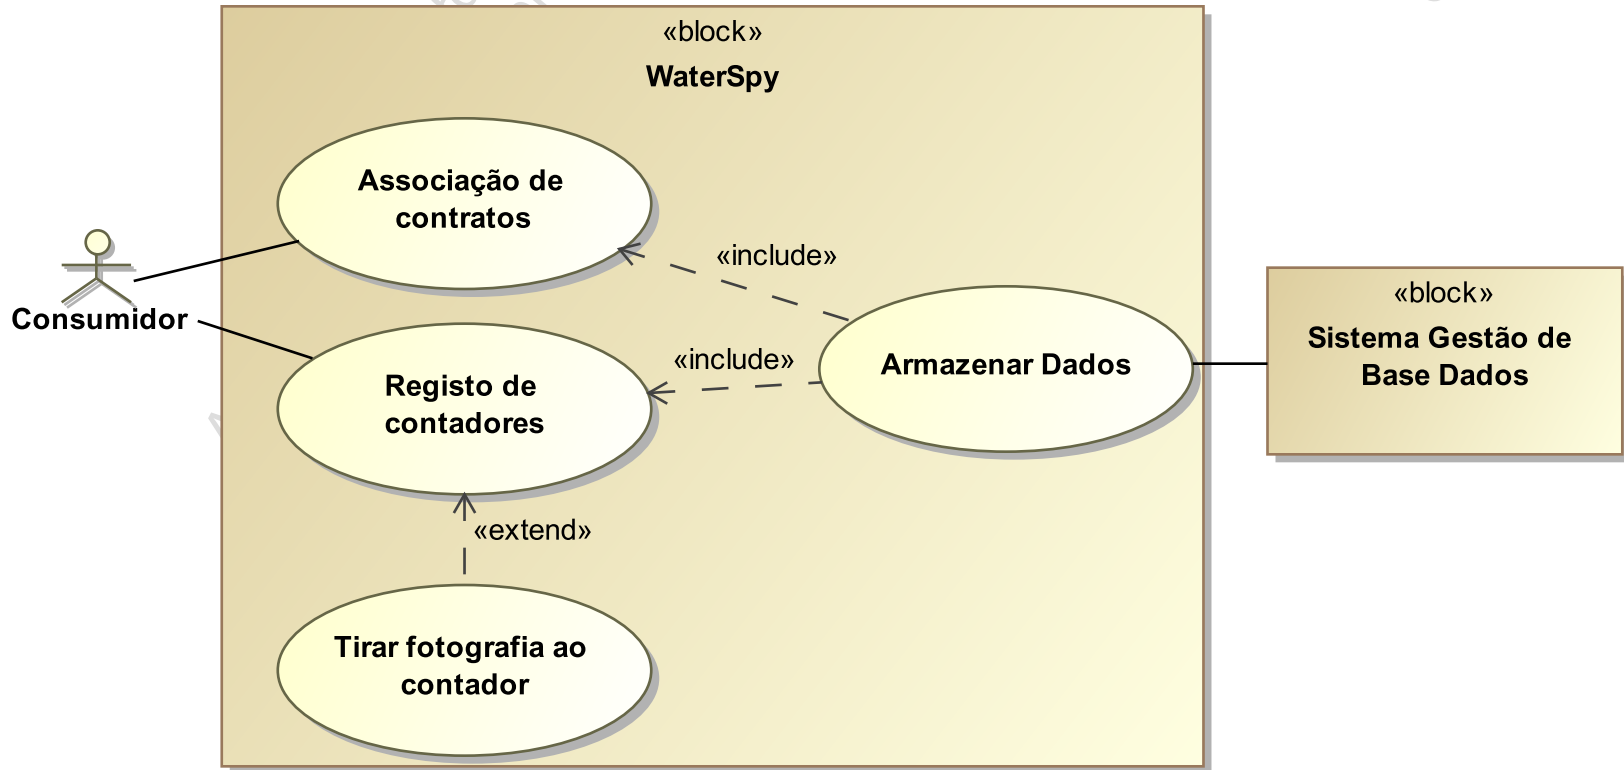 «block»
WaterSpy
Associação de
contratos
«include»
Consumidor
Registo de
contadores
«include»
Armazenar Dados
«block»
Sistema Gestão de
Base Dados
«extend»
Tirar fotografia ao
contador